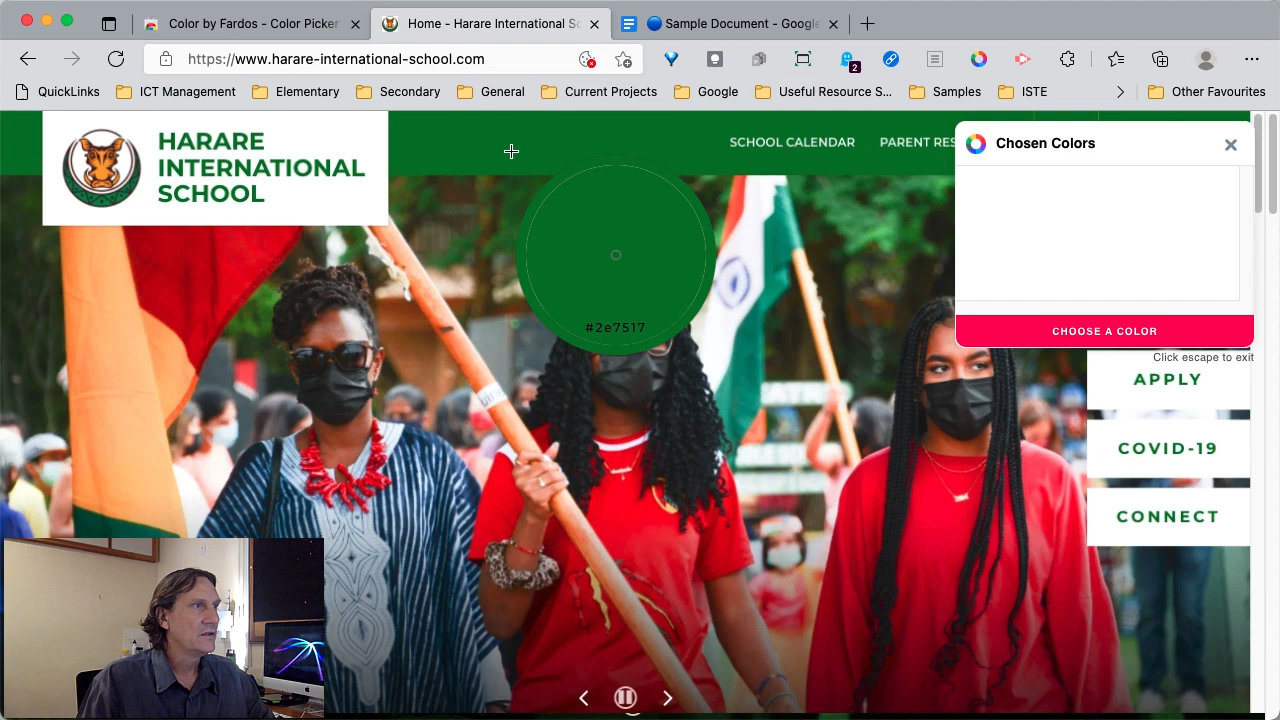 Color by Fardos - Color Picker
Home - Harare International Sc
Sample Document - Google
https://www.harare-international-school.com
2
QuickLinks
ICT Management
Elementary
Secondary
General
Current Projects
Google
Useful Resource S...
Samples
ISTE
Other Favourites
HARARE
INTERNATIONAL
SCHOOL
SCHOOL CALENDAR
PARENT RES
Chosen Colors
#2e7517
CHOOSE A COLOR
Click escape to exit
APPLY
COVID-19
CONNECT